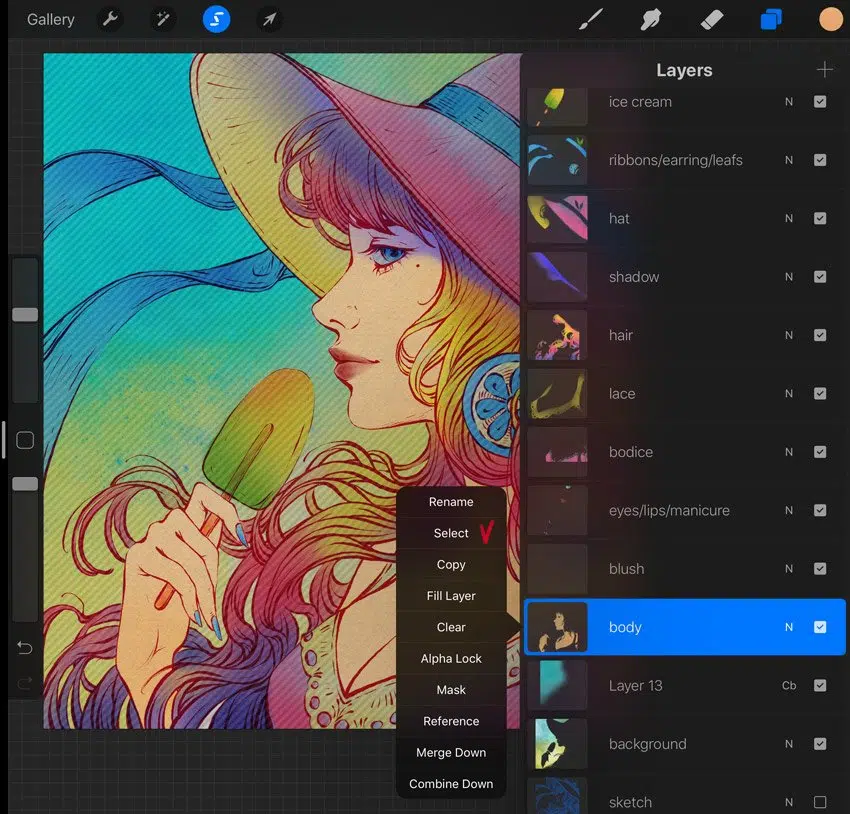 Gallery
Layers
ice cream N
ribbons/earring/leafs N
hat N
shadow N
hair N
lace N
bodice N
eyes/lips/manicure N
blush N
body N
Layer 13 Cb
background N
sketch N
Rename
Select
Copy
Fill Layer
Clear
Alpha Lock
Mask
Reference
Merge Down
Combine Down